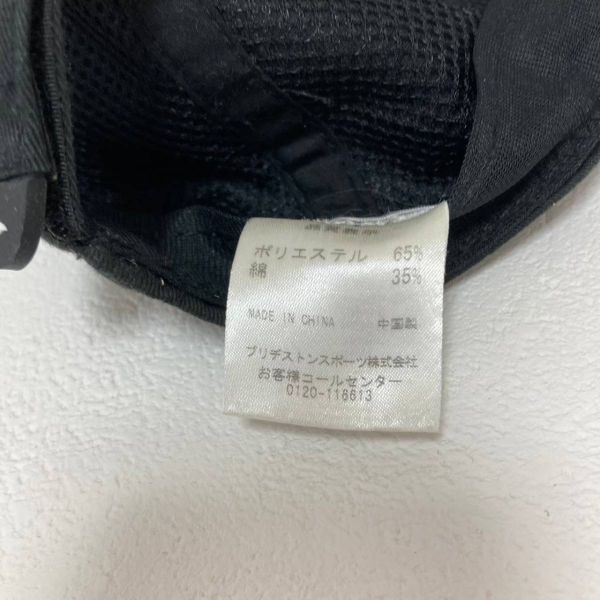 ポリエステル 65%
綿 35%
MADE IN CHINA 中国製
ブリヂストンスポーツ株式会社
お客様コールセンター
0120-116613